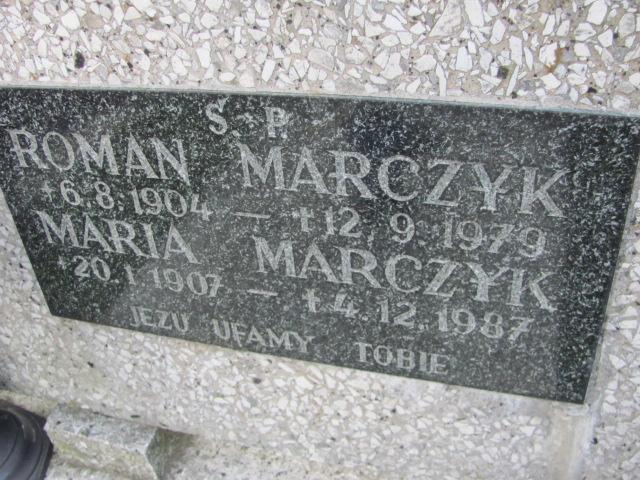 Ś. P.
ROMAN MARCZYK
+6.8.1904 — †12.9.1979
MARIA MARCZYK
+20.1.1907 — †4.12.1987
JEZU UFAMY TOBIE